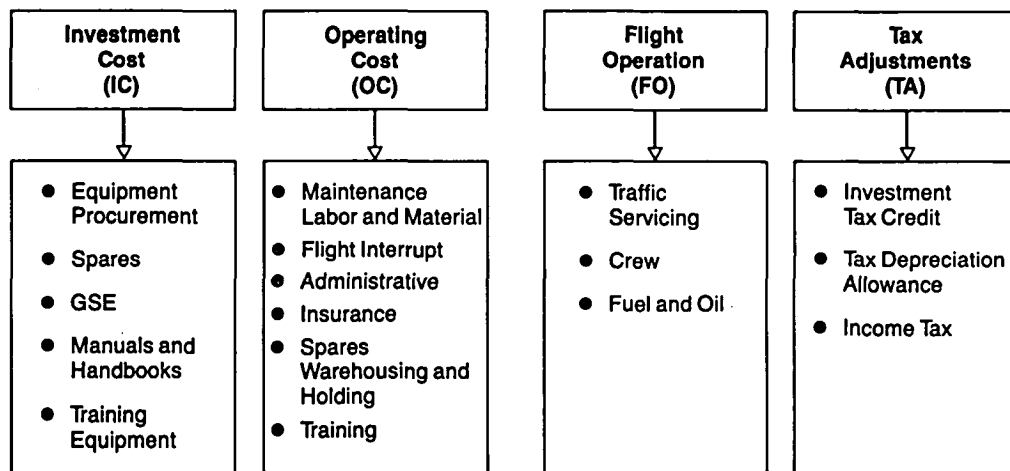 Investment
Cost
(IC)
Equipment
Procurement
Spares
GSE
Manuals and
Handbooks
Training
Equipment
Operating
Cost
(OC)
Maintenance
Labor and Material
Flight Interrupt
Administrative
Insurance
Spares
Warehousing and
Holding
Training
Flight
Operation
(FO)
Traffic
Servicing
Crew
Fuel and Oil
Tax
Adjustments
(TA)
Investment
Tax Credit
Tax Depreciation
Allowance
Income Tax